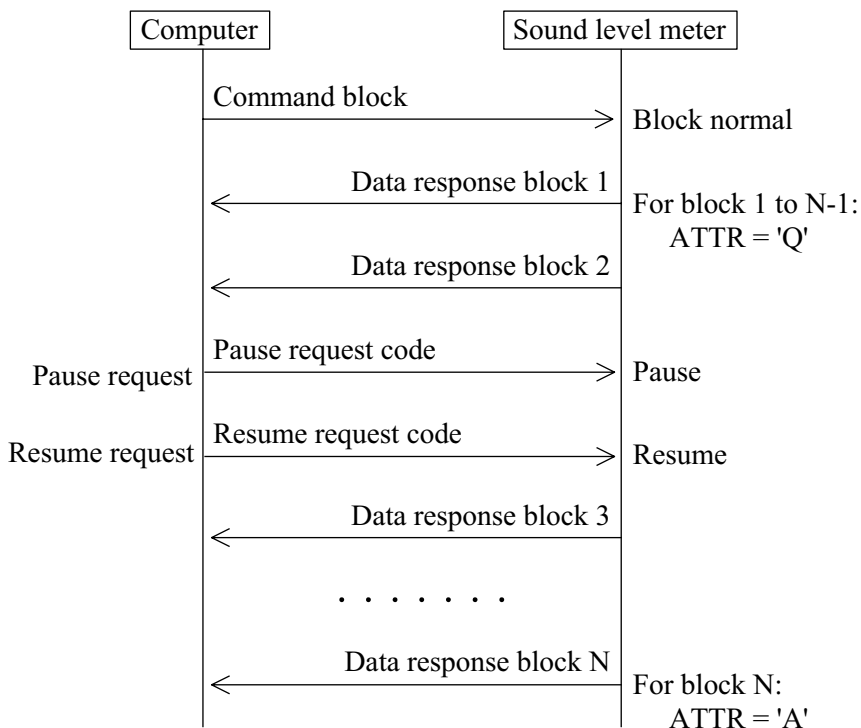 Computer
Sound level meter
Command block
Block normal
Data response block 1
For block 1 to N-1:
ATTR = 'Q'
Data response block 2
Pause request code
Pause request
Pause
Resume request code
Resume request
Resume
Data response block 3
. . . . . . .
Data response block N
For block N:
ATTR = 'A'